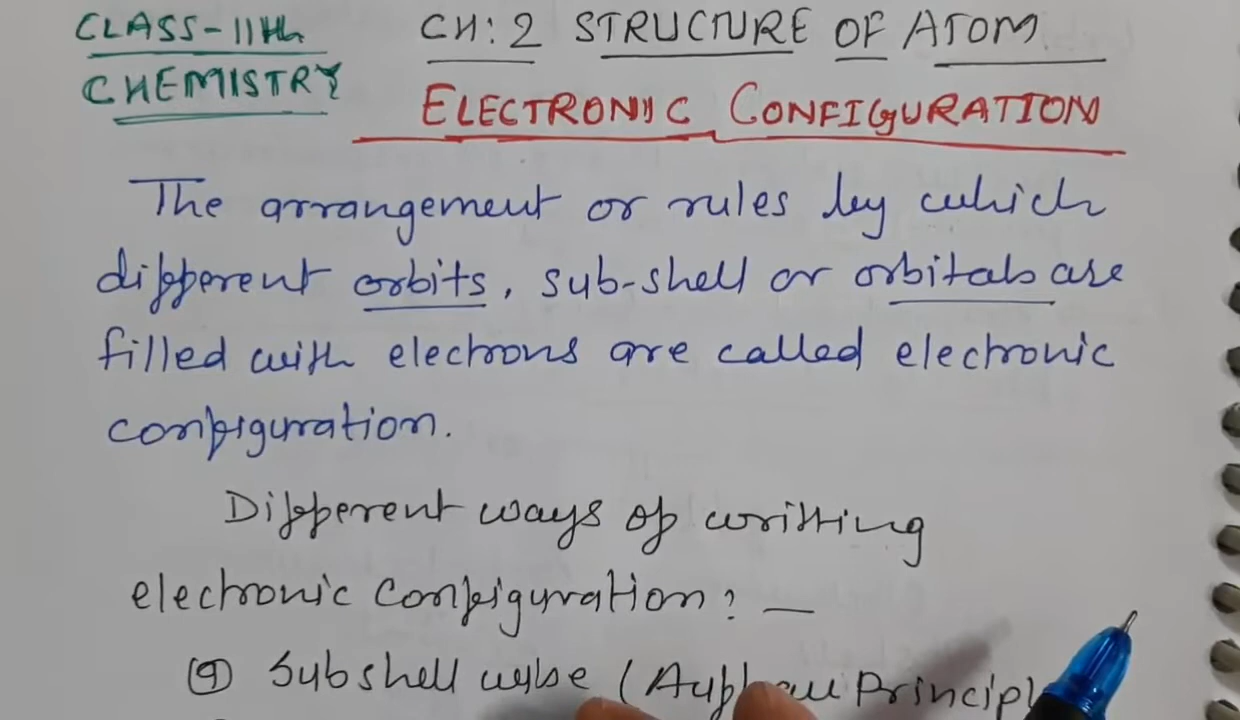 CLASS-11th
CH: 2 STRUCTURE OF ATOM
CHEMISTRY
ELECTRONIC CONFIGURATION
The arrangement or rules by which
different orbits, sub-shell or orbitals are
filled with electrons are called electronic
configuration.
Different ways of writting
electronic configuration? —
(a) Subshell wise (